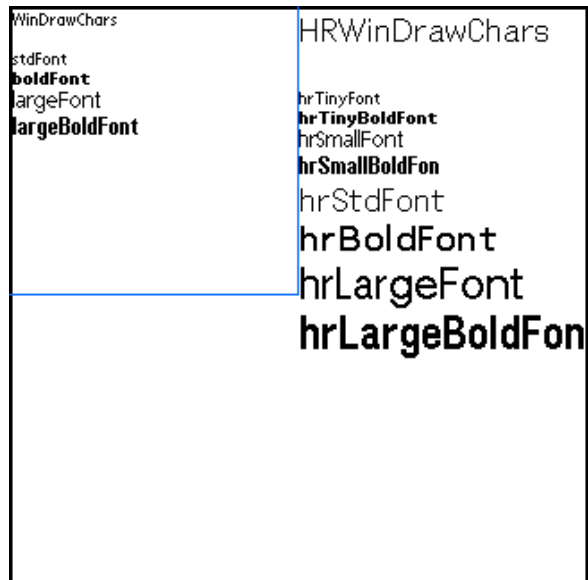 WinDrawChars
stdFont
boldFont
largeFont
largeBoldFont
HRWinDrawChars
hrTinyFont
hrTinyBoldFont
hrSmallFont
hrSmallBoldFon
hrStdFont
hrBoldFont
hrLargeFont
hrLargeBoldFon